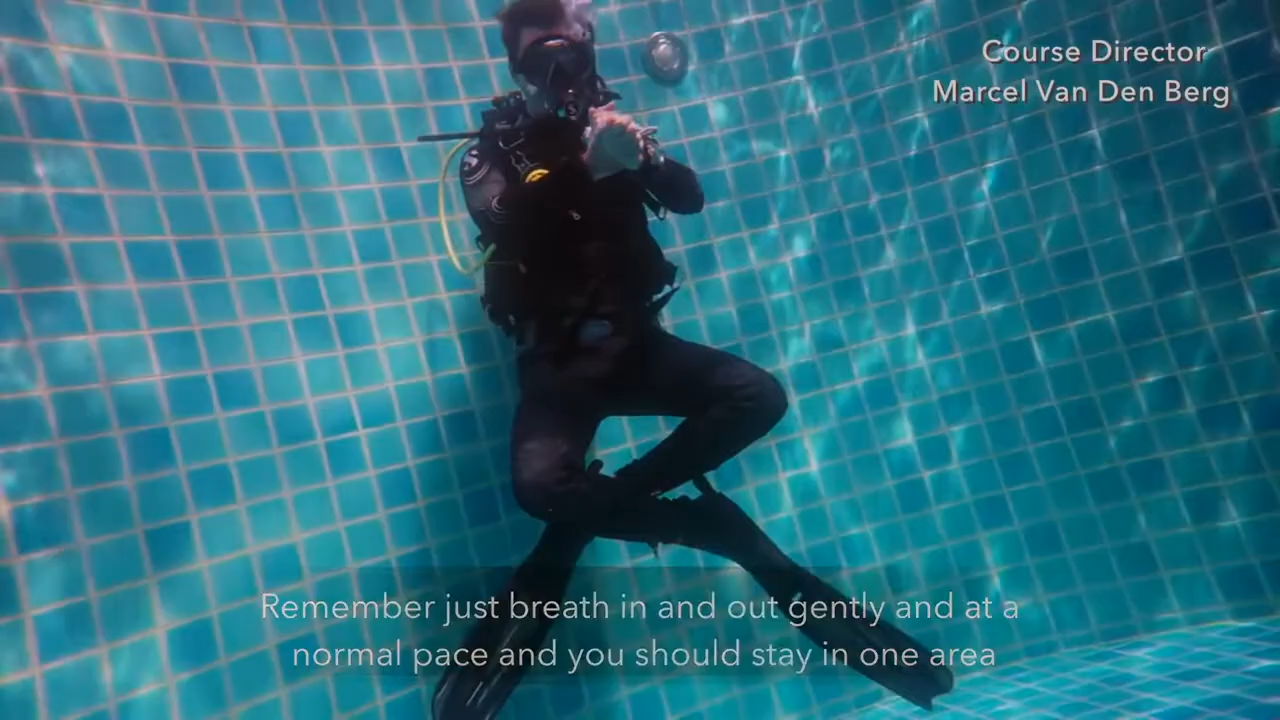 Course Director
Marcel Van Den Berg
Remember just breath in and out gently and at a
normal pace and you should stay in one area